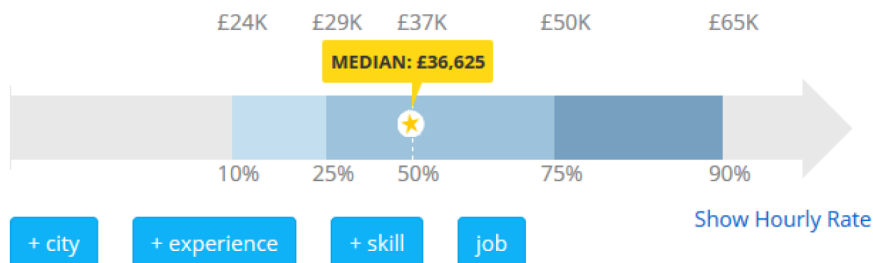 £24K £29K £37K £50K £65K
MEDIAN: £36,625
10% 25% 50% 75% 90%
Show Hourly Rate
+ city + experience + skill job